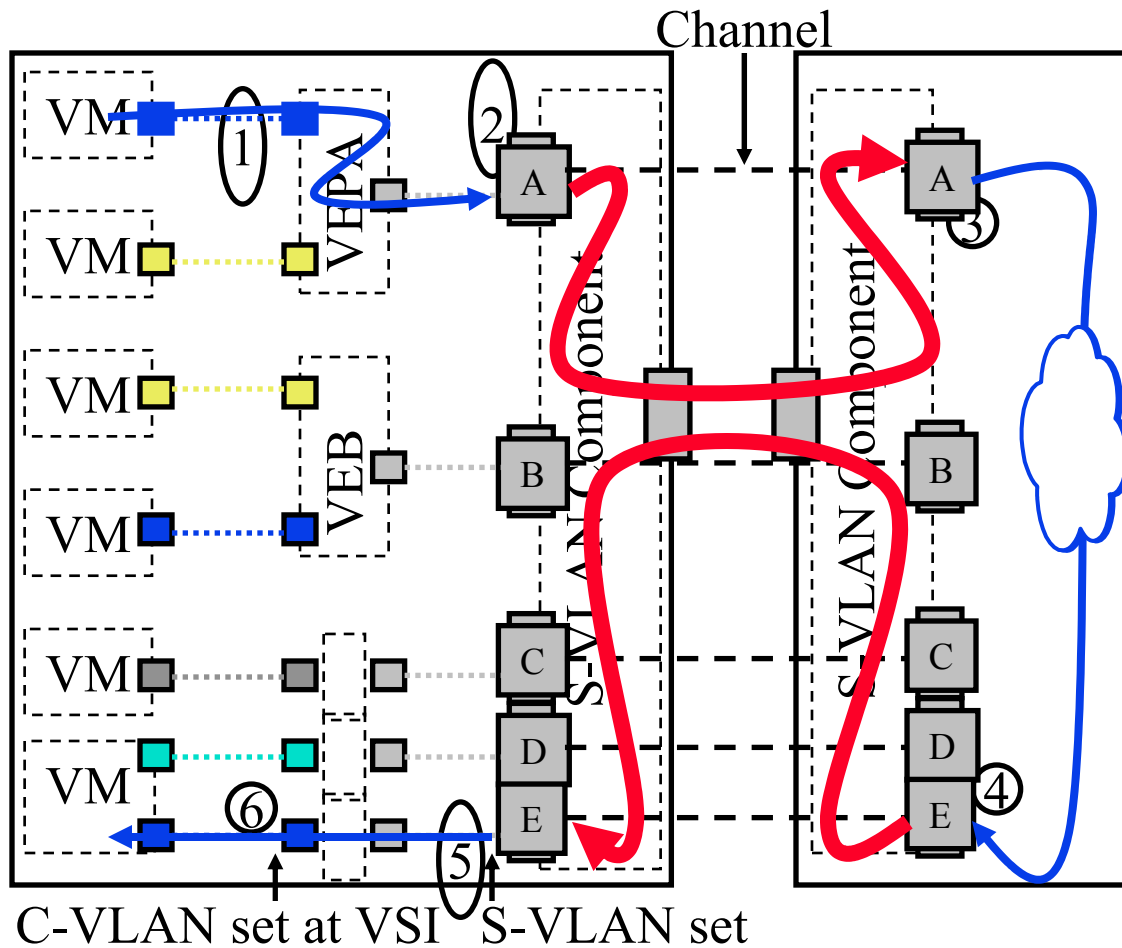 Channel
VM
1
2
VEPA
A
A
3
VM
S-VLAN Component
S-VLAN Component
VM
VEB
B
B
VM
VM
C
C
VM
D
D
6
5
E
E
4
C-VLAN set at VSI
S-VLAN set